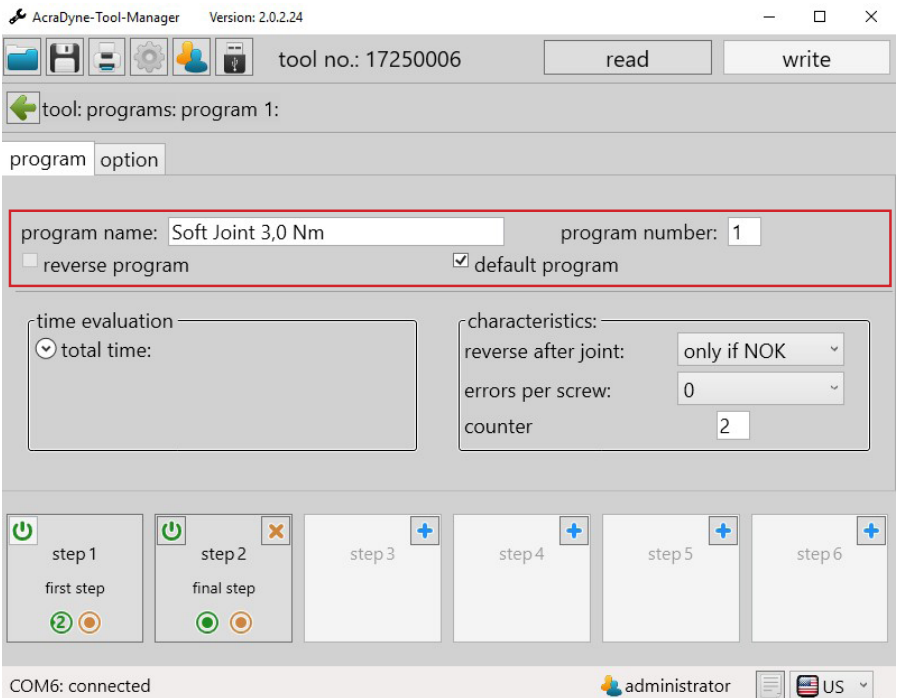 AcraDyne-Tool-Manager Version: 2.0.2.24
tool no.: 17250006 read write
tool: programs: program 1:
program option
program name: Soft Joint 3,0 Nm program number: 1
reverse program default program
time evaluation characteristics:
total time: reverse after joint: only if NOK
errors per screw: 0
counter 2
step 1 step 2 step 3 step 4 step 5 step 6
first step final step
2
COM6: connected administrator US